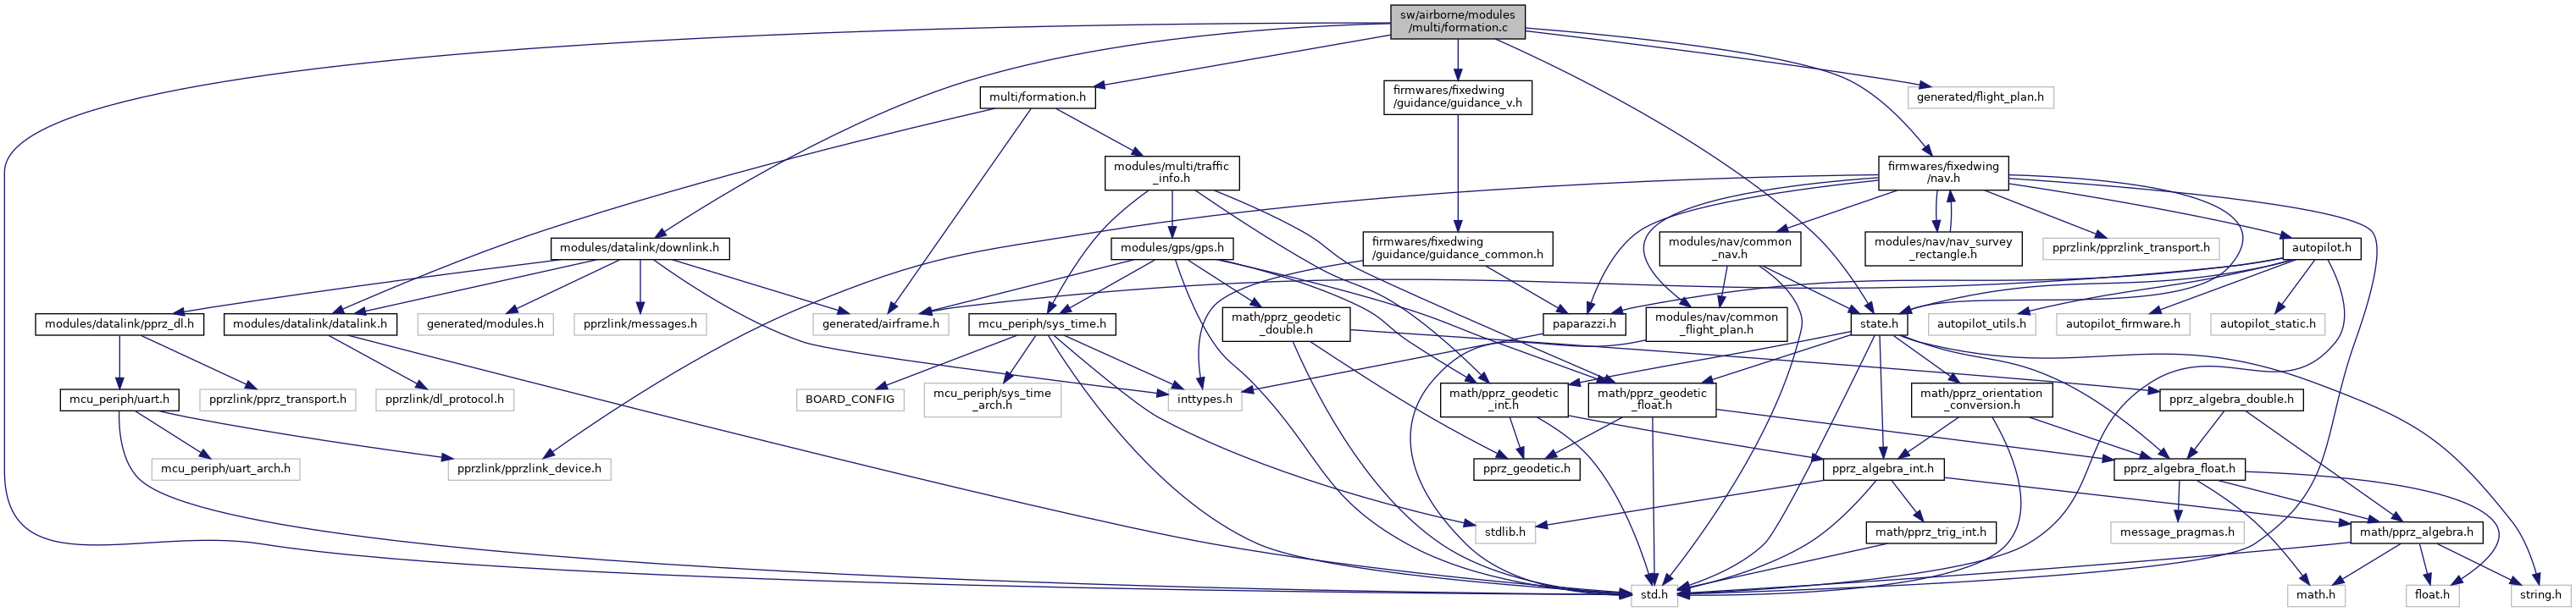 sw/airborne/modules
/multi/formation.c
multi/formation.h
firmwares/fixedwing
/guidance/guidance_v.h
generated/flight_plan.h
modules/multi/traffic
_info.h
firmwares/fixedwing
/nav.h
modules/datalink/downlink.h
modules/gps/gps.h
firmwares/fixedwing
/guidance/guidance_common.h
modules/nav/common
_nav.h
modules/nav/nav_survey
_rectangle.h
pprzlink/pprzlink_transport.h
autopilot.h
modules/datalink/pprz_dl.h
modules/datalink/datalink.h
generated/modules.h
pprzlink/messages.h
generated/airframe.h
mcu_periph/sys_time.h
math/pprz_geodetic
_double.h
paparazzi.h
modules/nav/common
_flight_plan.h
state.h
autopilot_utils.h
autopilot_firmware.h
autopilot_static.h
mcu_periph/uart.h
pprzlink/pprz_transport.h
pprzlink/dl_protocol.h
BOARD_CONFIG
mcu_periph/sys_time
_arch.h
inttypes.h
math/pprz_geodetic
_int.h
math/pprz_geodetic
_float.h
math/pprz_orientation
_conversion.h
pprz_algebra_double.h
mcu_periph/uart_arch.h
pprzlink/pprzlink_device.h
pprz_geodetic.h
pprz_algebra_int.h
pprz_algebra_float.h
stdlib.h
math/pprz_trig_int.h
message_pragmas.h
math/pprz_algebra.h
std.h
math.h
float.h
string.h